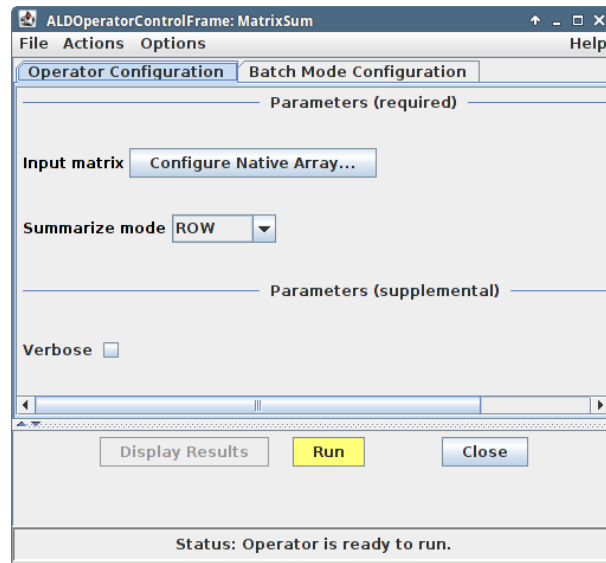 ALDOperatorControlFrame: MatrixSum
File Actions Options Help
Operator Configuration Batch Mode Configuration
Parameters (required)
Input matrix Configure Native Array...
Summarize mode ROW
Parameters (supplemental)
Verbose
Display Results Run Close
Status: Operator is ready to run.